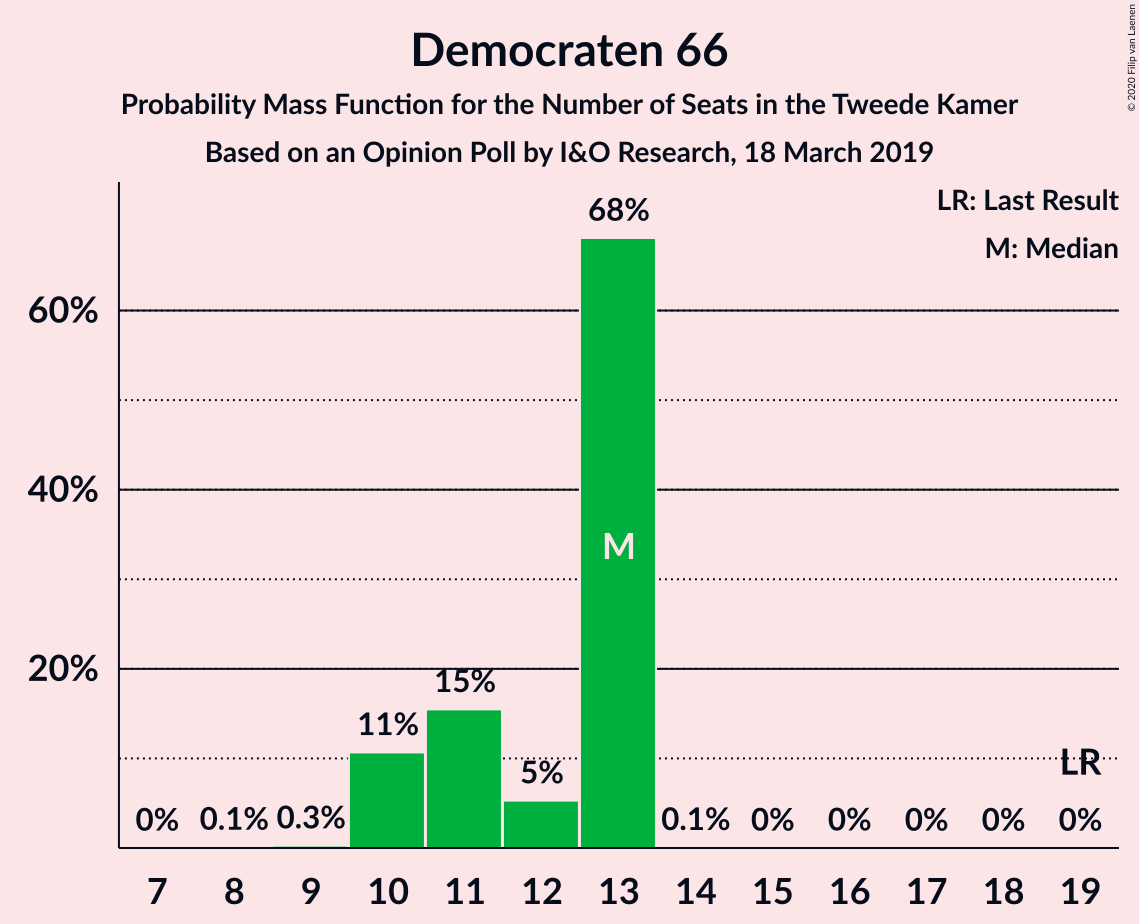 Democraten 66
Probability Mass Function for the Number of Seats in the Tweede Kamer
Based on an Opinion Poll by I&O Research, 18 March 2019
© 2020 Filip van Laenen
LR: Last Result
M: Median
60%
40%
20%
0%
0.1%
0.3%
11%
15%
5%
68%
M
0.1%
0%
0%
0%
0%
LR
0%
7 8 9 10 11 12 13 14 15 16 17 18 19